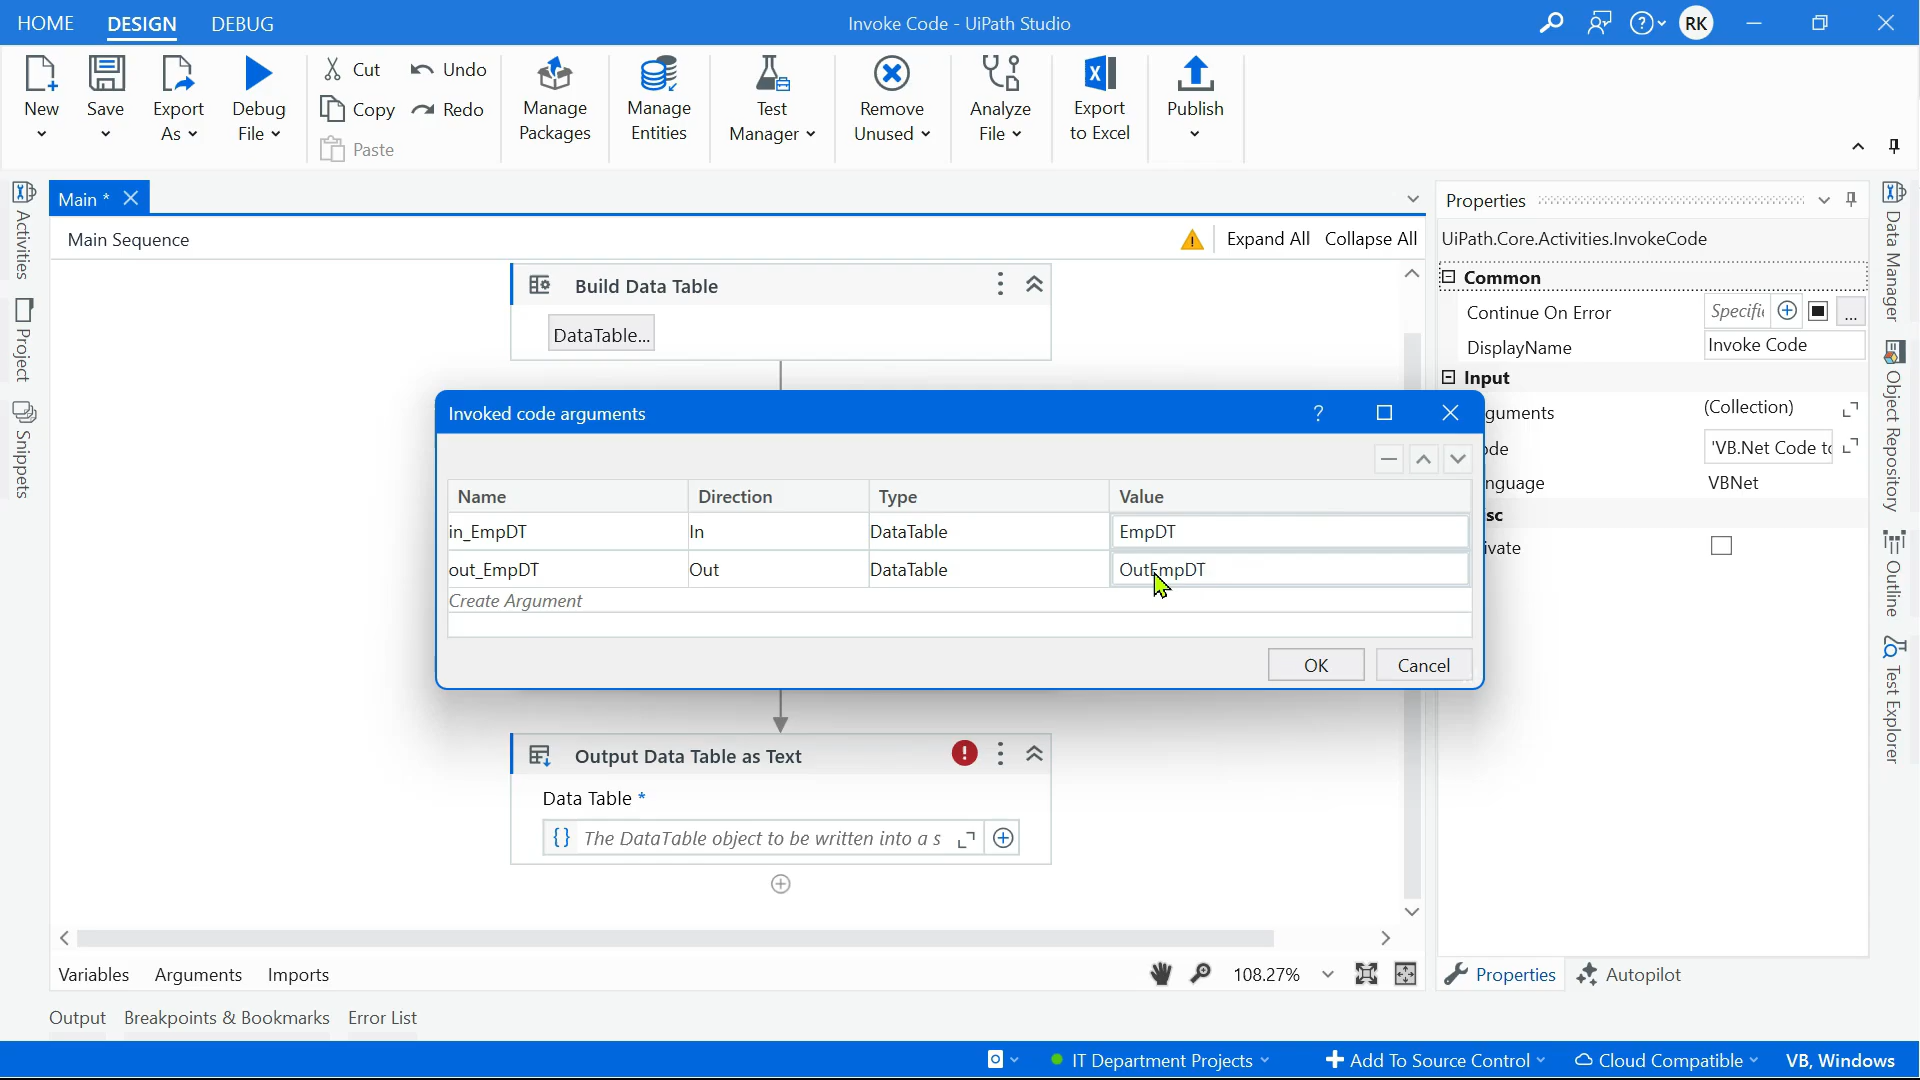 HOME DESIGN DEBUG
Invoke Code - UiPath Studio
RK
New
Save
Export As
Debug File
Cut
Copy
Paste
Undo
Redo
Manage Packages
Manage Entities
Test Manager
Remove Unused
Analyze File
Export to Excel
Publish
Activities
Project
Snippets
Main *
Main Sequence
Expand All Collapse All
Build Data Table
DataTable...
Invoked code arguments
Name Direction Type Value
in_EmpDT In DataTable EmpDT
out_EmpDT Out DataTable OutEmpDT
Create Argument
OK Cancel
Output Data Table as Text
Data Table *
{} The DataTable object to be written into a s
Variables Arguments Imports
108.27%
Properties
UiPath.Core.Activities.InvokeCode
Common
Continue On Error Specifi ...
DisplayName Invoke Code
Input
guments (Collection)
de 'VB.Net Code to
nguage VBNet
sc
ivate
Properties Autopilot
Data Manager
Object Repository
Outline
Test Explorer
Output Breakpoints & Bookmarks Error List
IT Department Projects Add To Source Control Cloud Compatible VB, Windows